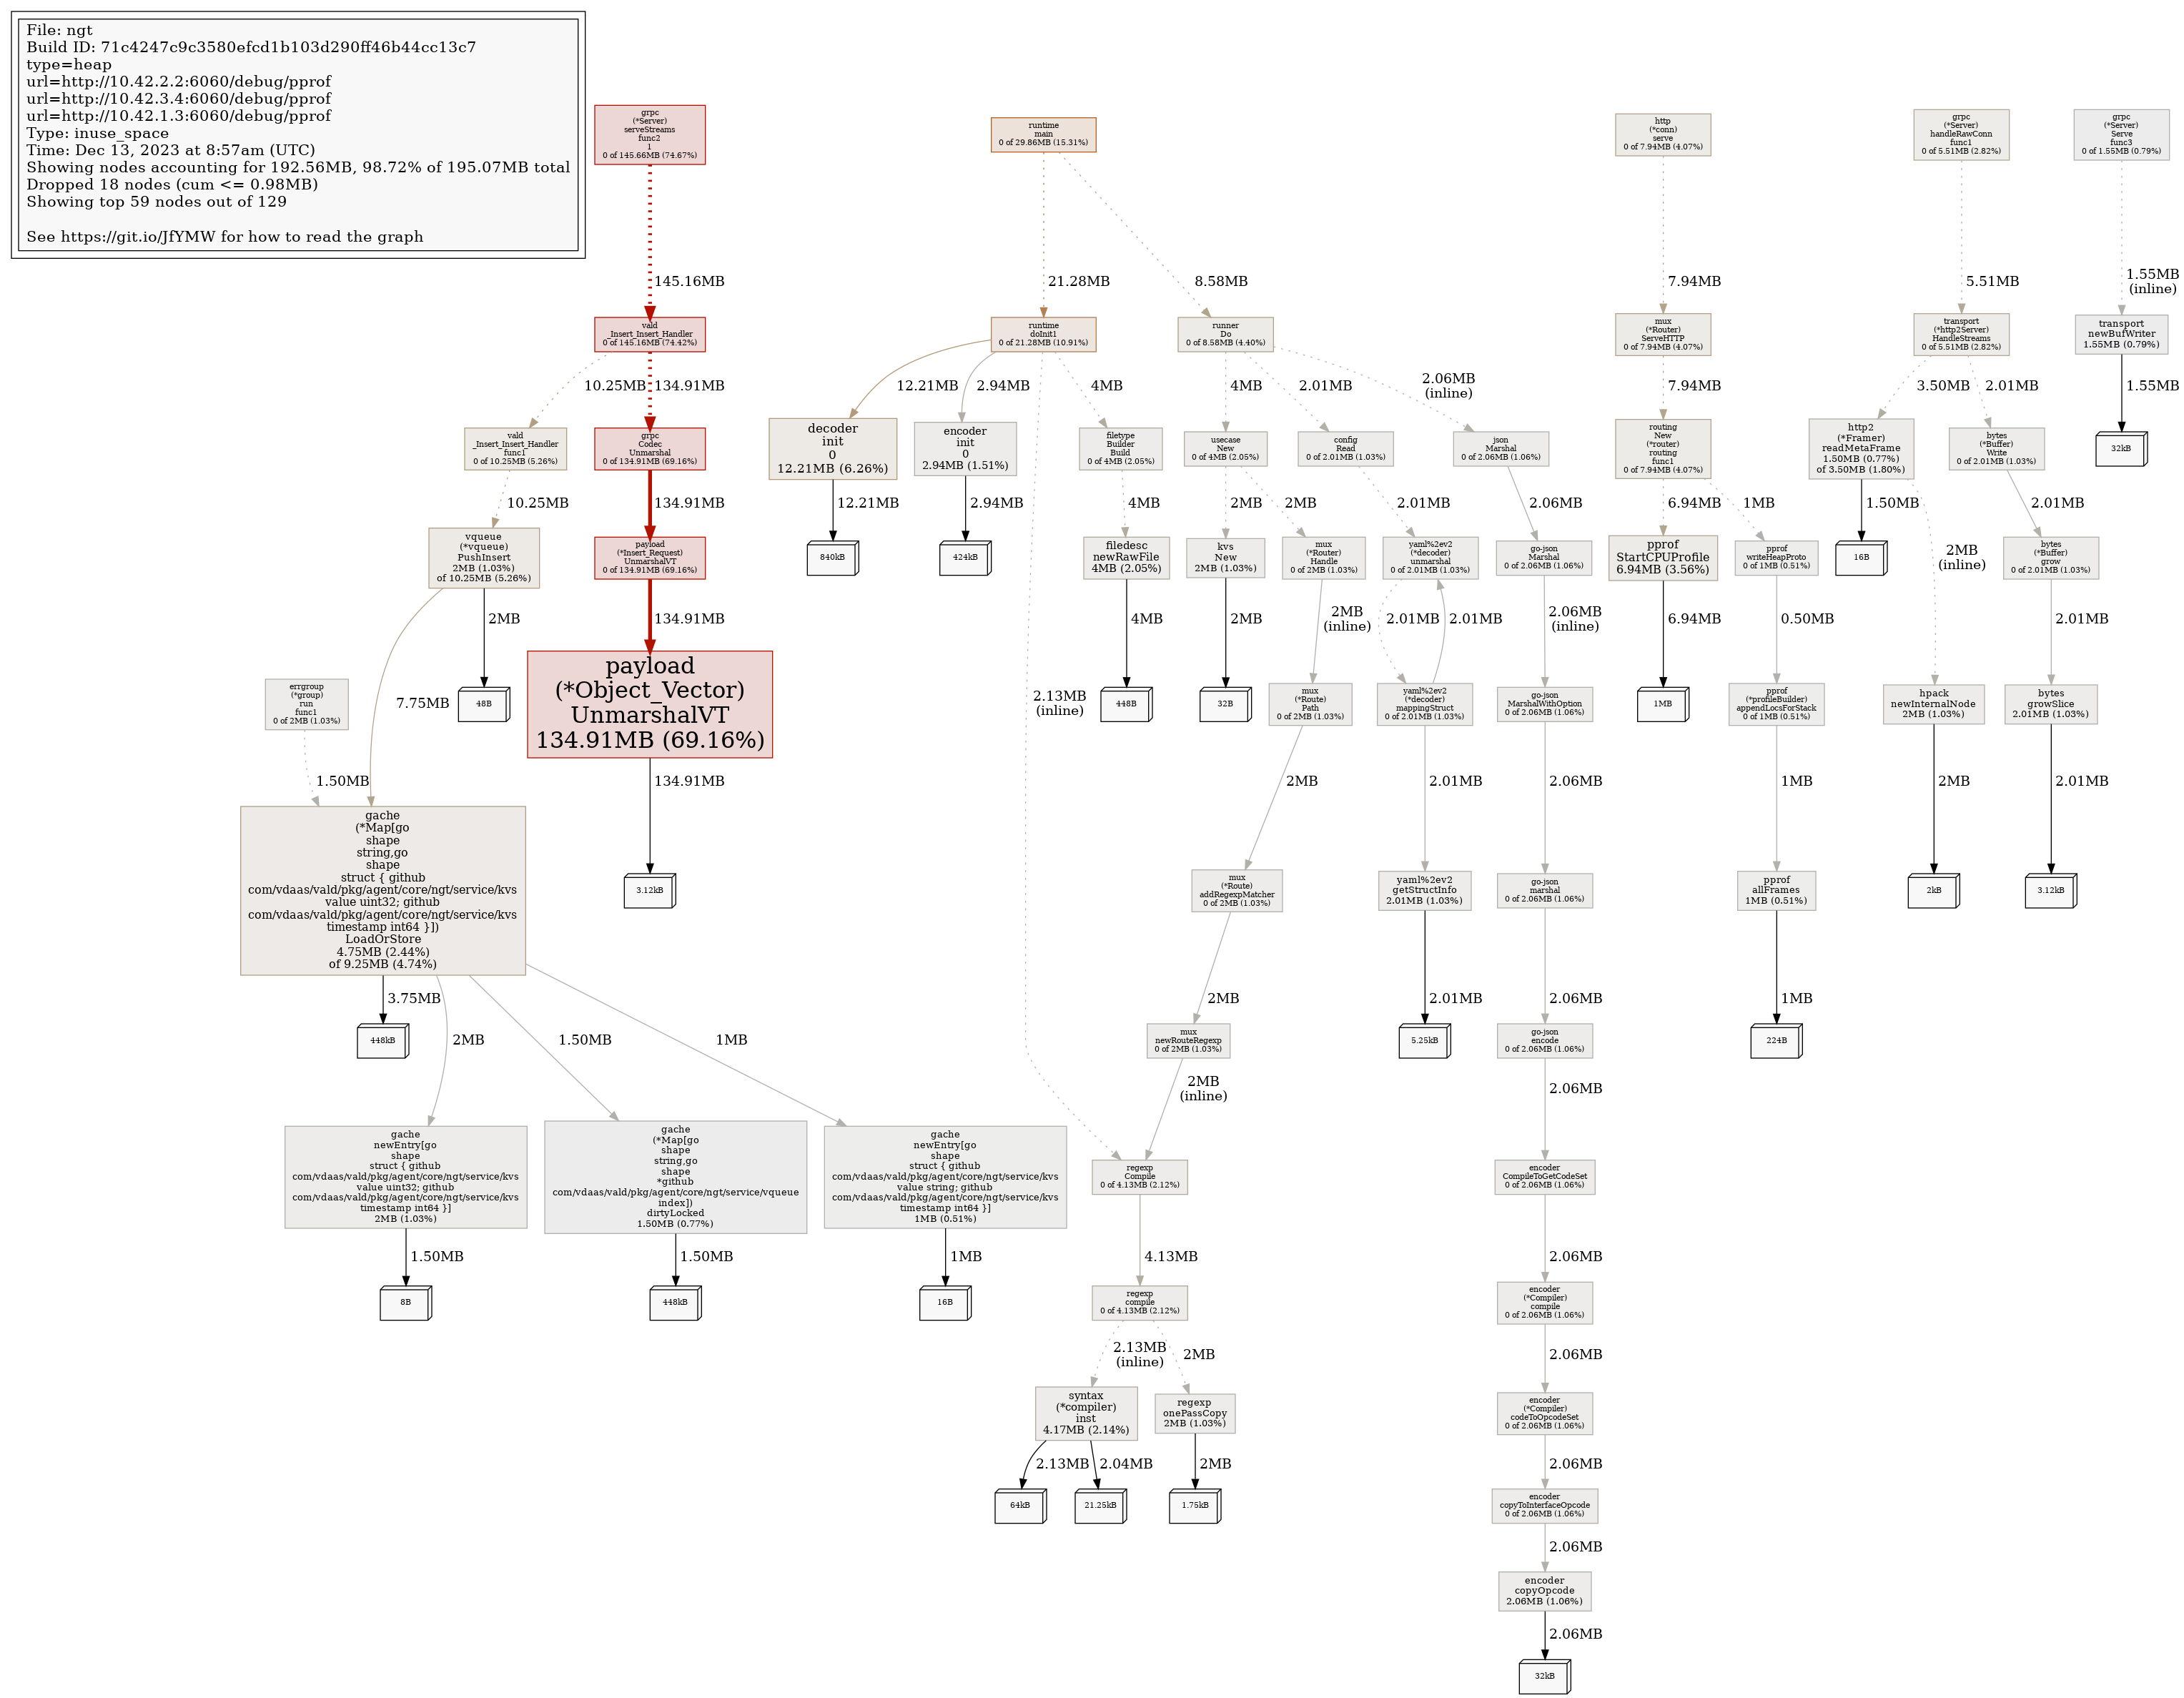 File: ngt
Build ID: 71c4247c9c3580efcd1b103d290ff46b44cc13c7
type=heap
url=http://10.42.2.2:6060/debug/pprof
url=http://10.42.3.4:6060/debug/pprof
url=http://10.42.1.3:6060/debug/pprof
Type: inuse_space
Time: Dec 13, 2023 at 8:57am (UTC)
Showing nodes accounting for 192.56MB, 98.72% of 195.07MB total
Dropped 18 nodes (cum <= 0.98MB)
Showing top 59 nodes out of 129
See https://git.io/JfYMW for how to read the graph
grpc
(*Server)
serveStreams
func2
1
0 of 145.66MB (74.67%)
145.16MB
vald
_Insert_Insert_Handler
0 of 145.16MB (74.42%)
10.25MB
134.91MB
vald
_Insert_Insert_Handler
func1
0 of 10.25MB (5.26%)
grpc
Codec
Unmarshal
0 of 134.91MB (69.16%)
10.25MB
134.91MB
vqueue
(*vqueue)
PushInsert
2MB (1.03%)
of 10.25MB (5.26%)
payload
(*Insert_Request)
UnmarshalVT
0 of 134.91MB (69.16%)
7.75MB
2MB
48B
134.91MB
payload
(*Object_Vector)
UnmarshalVT
134.91MB (69.16%)
134.91MB
3.12kB
errgroup
(*group)
run
func1
0 of 2MB (1.03%)
1.50MB
gache
(*Map[go
shape
string,go
shape
struct { github
com/vdaas/vald/pkg/agent/core/ngt/service/kvs
value uint32; github
com/vdaas/vald/pkg/agent/core/ngt/service/kvs
timestamp int64 }])
LoadOrStore
4.75MB (2.44%)
of 9.25MB (4.74%)
3.75MB
448kB
2MB
1.50MB
1MB
gache
newEntry[go
shape
struct { github
com/vdaas/vald/pkg/agent/core/ngt/service/kvs
value uint32; github
com/vdaas/vald/pkg/agent/core/ngt/service/kvs
timestamp int64 }]
2MB (1.03%)
1.50MB
8B
gache
(*Map[go
shape
string,go
shape
*github
com/vdaas/vald/pkg/agent/core/ngt/service/vqueue
index])
dirtyLocked
1.50MB (0.77%)
1.50MB
448kB
gache
newEntry[go
shape
struct { github
com/vdaas/vald/pkg/agent/core/ngt/service/kvs
value string; github
com/vdaas/vald/pkg/agent/core/ngt/service/kvs
timestamp int64 }]
1MB (0.51%)
1MB
16B
runtime
main
0 of 29.86MB (15.31%)
21.28MB
8.58MB
runtime
doInit1
0 of 21.28MB (10.91%)
12.21MB
2.94MB
2.13MB
(inline)
4MB
decoder
init
0
12.21MB (6.26%)
12.21MB
840kB
encoder
init
0
2.94MB (1.51%)
2.94MB
424kB
filetype
Builder
Build
0 of 4MB (2.05%)
4MB
filedesc
newRawFile
4MB (2.05%)
4MB
448B
runner
Do
0 of 8.58MB (4.40%)
4MB
2.01MB
2.06MB
(inline)
usecase
New
0 of 4MB (2.05%)
2MB
2MB
kvs
New
2MB (1.03%)
2MB
32B
mux
(*Router)
Handle
0 of 2MB (1.03%)
2MB
(inline)
mux
(*Route)
Path
0 of 2MB (1.03%)
2MB
mux
(*Route)
addRegexpMatcher
0 of 2MB (1.03%)
2MB
mux
newRouteRegexp
0 of 2MB (1.03%)
2MB
(inline)
regexp
Compile
0 of 4.13MB (2.12%)
4.13MB
regexp
compile
0 of 4.13MB (2.12%)
2.13MB
(inline)
2MB
syntax
(*compiler)
inst
4.17MB (2.14%)
2.13MB
64kB
2.04MB
21.25kB
regexp
onePassCopy
2MB (1.03%)
2MB
1.75kB
config
Read
0 of 2.01MB (1.03%)
2.01MB
yaml%2ev2
(*decoder)
unmarshal
0 of 2.01MB (1.03%)
2.01MB
2.01MB
yaml%2ev2
(*decoder)
mappingStruct
0 of 2.01MB (1.03%)
2.01MB
yaml%2ev2
getStructInfo
2.01MB (1.03%)
2.01MB
5.25kB
json
Marshal
0 of 2.06MB (1.06%)
2.06MB
go-json
Marshal
0 of 2.06MB (1.06%)
2.06MB
(inline)
go-json
MarshalWithOption
0 of 2.06MB (1.06%)
2.06MB
go-json
marshal
0 of 2.06MB (1.06%)
2.06MB
go-json
encode
0 of 2.06MB (1.06%)
2.06MB
encoder
CompileToGetCodeSet
0 of 2.06MB (1.06%)
2.06MB
encoder
(*Compiler)
compile
0 of 2.06MB (1.06%)
2.06MB
encoder
(*Compiler)
codeToOpcodeSet
0 of 2.06MB (1.06%)
2.06MB
encoder
copyToInterfaceOpcode
0 of 2.06MB (1.06%)
2.06MB
encoder
copyOpcode
2.06MB (1.06%)
2.06MB
32kB
http
(*conn)
serve
0 of 7.94MB (4.07%)
7.94MB
mux
(*Router)
ServeHTTP
0 of 7.94MB (4.07%)
7.94MB
routing
New
(*router)
routing
func1
0 of 7.94MB (4.07%)
6.94MB
1MB
pprof
StartCPUProfile
6.94MB (3.56%)
6.94MB
1MB
pprof
writeHeapProto
0 of 1MB (0.51%)
0.50MB
pprof
(*profileBuilder)
appendLocsForStack
0 of 1MB (0.51%)
1MB
pprof
allFrames
1MB (0.51%)
1MB
224B
grpc
(*Server)
handleRawConn
func1
0 of 5.51MB (2.82%)
5.51MB
transport
(*http2Server)
HandleStreams
0 of 5.51MB (2.82%)
3.50MB
2.01MB
http2
(*Framer)
readMetaFrame
1.50MB (0.77%)
of 3.50MB (1.80%)
1.50MB
16B
2MB
(inline)
hpack
newInternalNode
2MB (1.03%)
2MB
2kB
bytes
(*Buffer)
Write
0 of 2.01MB (1.03%)
2.01MB
bytes
(*Buffer)
grow
0 of 2.01MB (1.03%)
2.01MB
bytes
growSlice
2.01MB (1.03%)
2.01MB
3.12kB
grpc
(*Server)
Serve
func3
0 of 1.55MB (0.79%)
1.55MB
(inline)
transport
newBufWriter
1.55MB (0.79%)
1.55MB
32kB